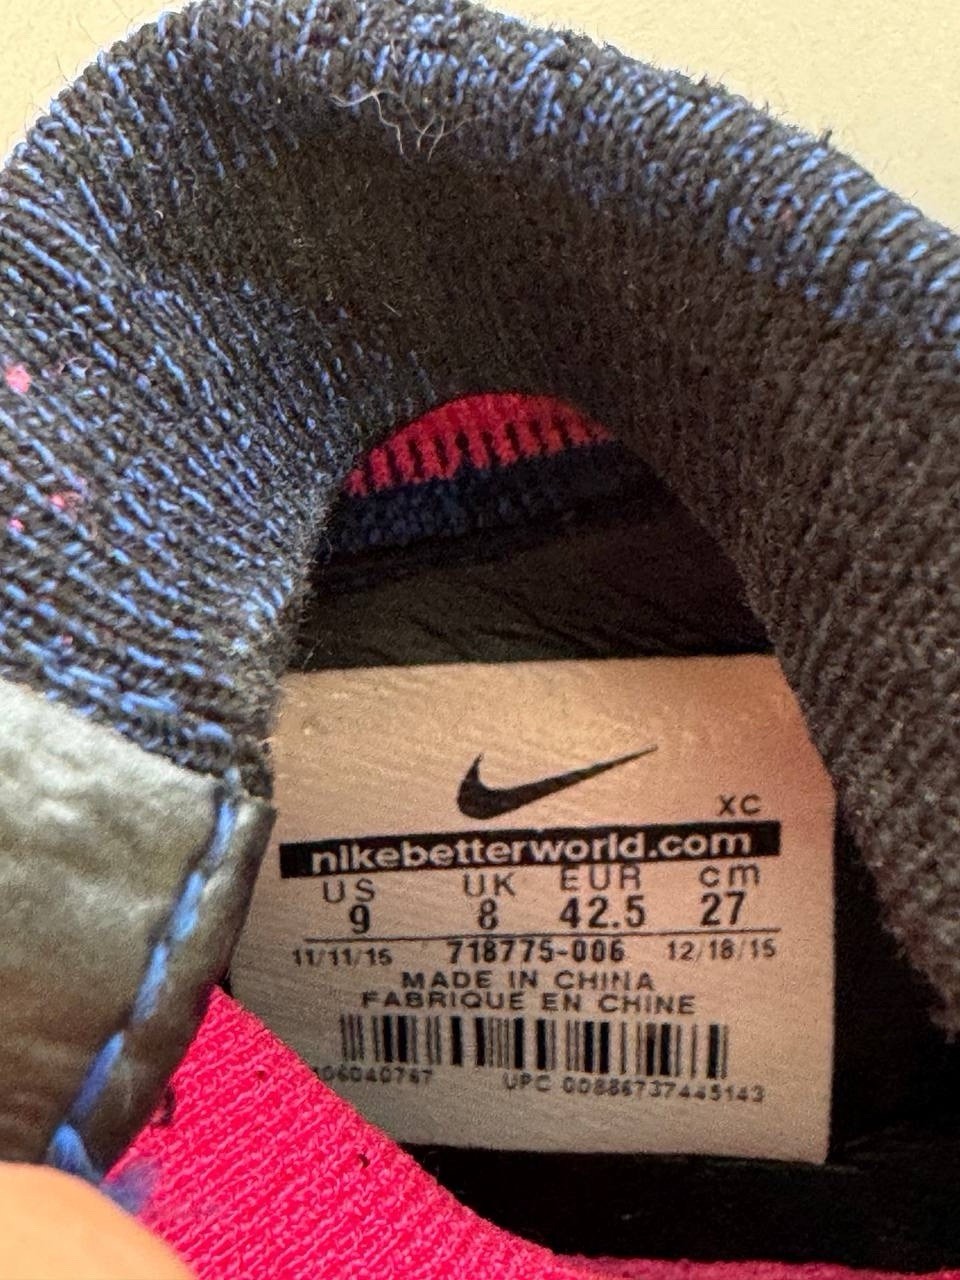 XC
nikebetterworld.com
US UK EUR cm
9 8 42.5 27
11/11/15 718775-006 12/18/15
MADE IN CHINA
FABRIQUE EN CHINE
UPC 00886737445143